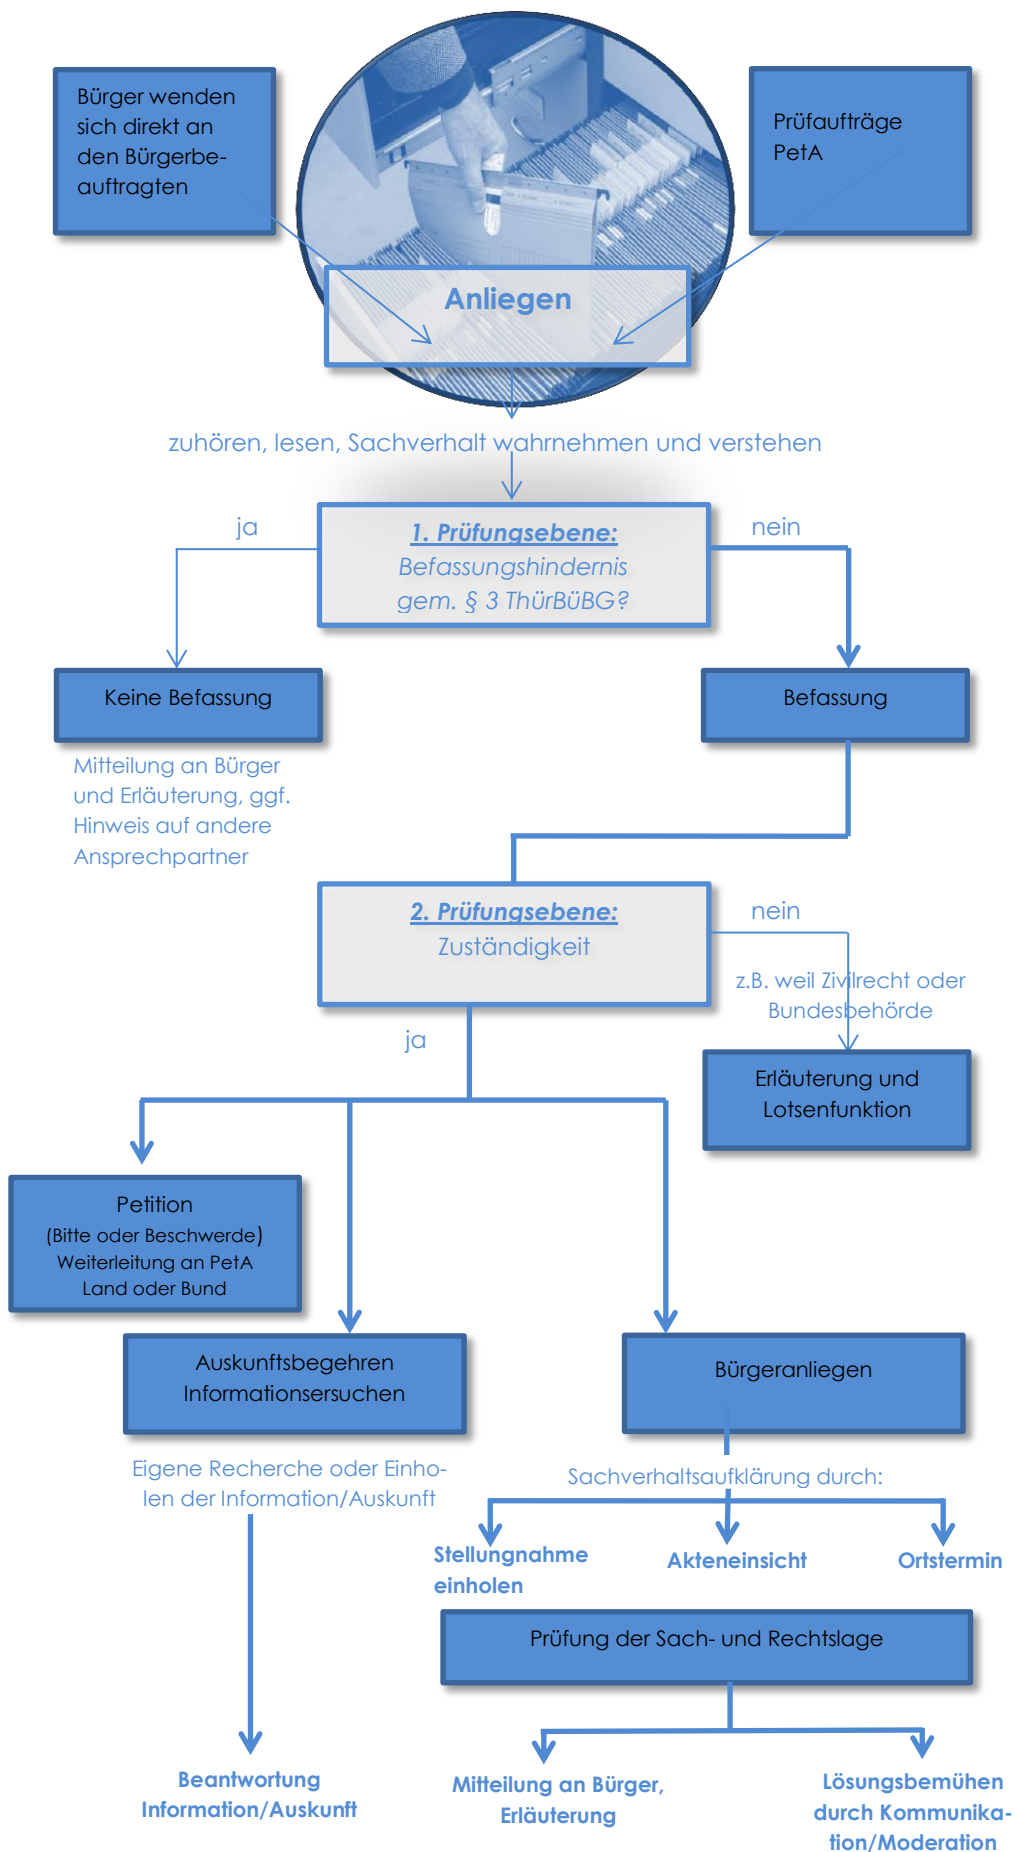 Bürger wenden
sich direkt an
den Bürgerbe-
auftragten
Prüfaufträge
PetA
Anliegen
zuhören, lesen, Sachverhalt wahrnehmen und verstehen
ja
1. Prüfungsebene:
Befassungshindernis
gem. § 3 ThürBüBG?
nein
Keine Befassung
Befassung
Mitteilung an Bürger
und Erläuterung, ggf.
Hinweis auf andere
Ansprechpartner
2. Prüfungsebene:
Zuständigkeit
nein
z.B. weil Zivilrecht oder
Bundesbehörde
ja
Erläuterung und
Lotsenfunktion
Petition
(Bitte oder Beschwerde)
Weiterleitung an PetA
Land oder Bund
Auskunftsbegehren
Informationsersuchen
Bürgeranliegen
Eigene Recherche oder Einho-
len der Information/Auskunft
Sachverhaltsaufklärung durch:
Stellungnahme
einholen
Akteneinsicht
Ortstermin
Prüfung der Sach- und Rechtslage
Beantwortung
Information/Auskunft
Mitteilung an Bürger,
Erläuterung
Lösungsbemühen
durch Kommunika-
tion/Moderation